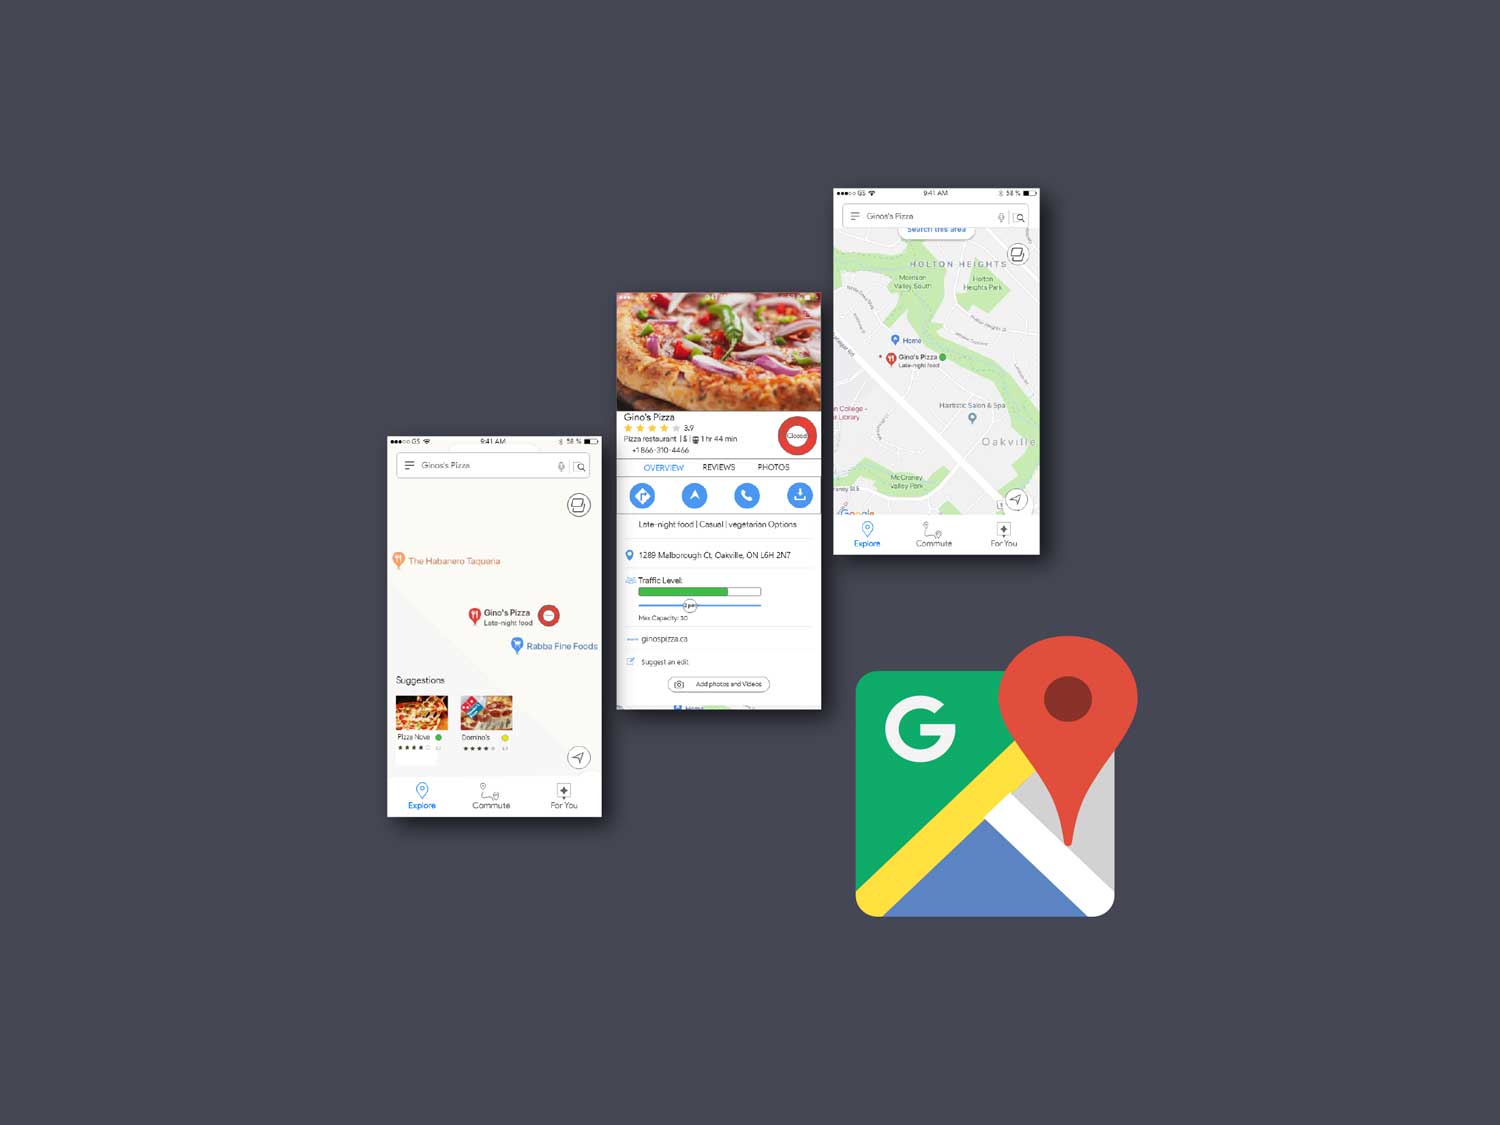 GS 9:41 AM 58 %
Ginos's Pizza
The Habanero Taqueria
Gino's Pizza
Late-night food
Rabba Fine Foods
Suggestions
Pizza Nova
Domino's
Explore Commute For You
Gino's Pizza
3.9
Closed
Pizza restaurant | $ | 1 hr 44 min
+1 866-310-4466
OVERVIEW REVIEWS PHOTOS
Late-night food | Casual | vegetarian Options
1289 Malborough Ct, Oakville, ON L6H 2N7
Traffic Level:
Max Capacity: 30
ginospizza.ca
Suggest an edit
Add photos and Videos
Home
GS 9:41 AM 58 %
Ginos's Pizza
Search this area
HOLTON HEIGHTS
Morrison
Valley South
Holton
Heights Park
Home
Gino's Pizza
Late-night food
Hairtistic Salon & Spa
College -
Library
Oakville
McCraney
Valley Park
Google
Explore Commute For You
G